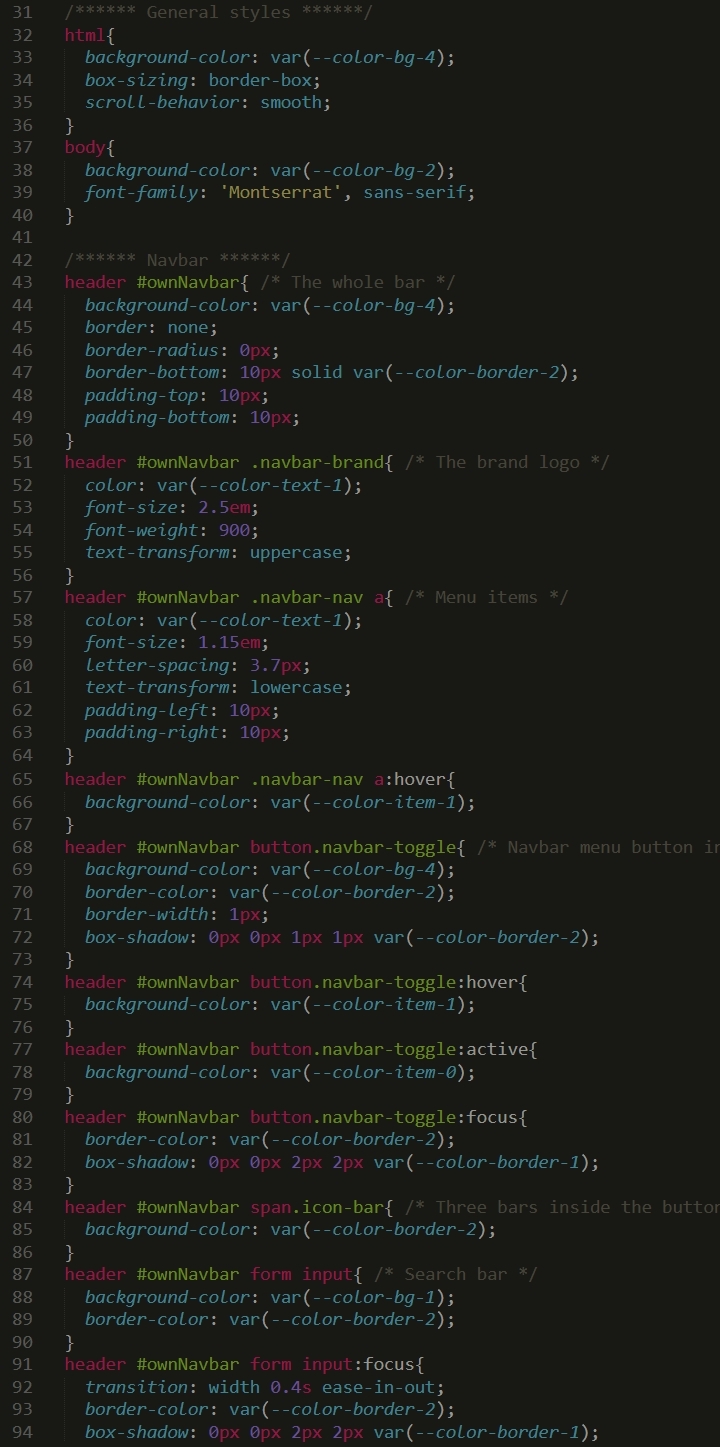 31 /****** General styles ******/
32 html{
33 background-color: var(--color-bg-4);
34 box-sizing: border-box;
35 scroll-behavior: smooth;
36 }
37 body{
38 background-color: var(--color-bg-2);
39 font-family: 'Montserrat', sans-serif;
40 }
41
42 /****** Navbar ******/
43 header #ownNavbar{ /* The whole bar */
44 background-color: var(--color-bg-4);
45 border: none;
46 border-radius: 0px;
47 border-bottom: 10px solid var(--color-border-2);
48 padding-top: 10px;
49 padding-bottom: 10px;
50 }
51 header #ownNavbar .navbar-brand{ /* The brand logo */
52 color: var(--color-text-1);
53 font-size: 2.5em;
54 font-weight: 900;
55 text-transform: uppercase;
56 }
57 header #ownNavbar .navbar-nav a{ /* Menu items */
58 color: var(--color-text-1);
59 font-size: 1.15em;
60 letter-spacing: 3.7px;
61 text-transform: lowercase;
62 padding-left: 10px;
63 padding-right: 10px;
64 }
65 header #ownNavbar .navbar-nav a:hover{
66 background-color: var(--color-item-1);
67 }
68 header #ownNavbar button.navbar-toggle{ /* Navbar menu button in
69 background-color: var(--color-bg-4);
70 border-color: var(--color-border-2);
71 border-width: 1px;
72 box-shadow: 0px 0px 1px 1px var(--color-border-2);
73 }
74 header #ownNavbar button.navbar-toggle:hover{
75 background-color: var(--color-item-1);
76 }
77 header #ownNavbar button.navbar-toggle:active{
78 background-color: var(--color-item-0);
79 }
80 header #ownNavbar button.navbar-toggle:focus{
81 border-color: var(--color-border-2);
82 box-shadow: 0px 0px 2px 2px var(--color-border-1);
83 }
84 header #ownNavbar span.icon-bar{ /* Three bars inside the button
85 background-color: var(--color-border-2);
86 }
87 header #ownNavbar form input{ /* Search bar */
88 background-color: var(--color-bg-1);
89 border-color: var(--color-border-2);
90 }
91 header #ownNavbar form input:focus{
92 transition: width 0.4s ease-in-out;
93 border-color: var(--color-border-2);
94 box-shadow: 0px 0px 2px 2px var(--color-border-1);